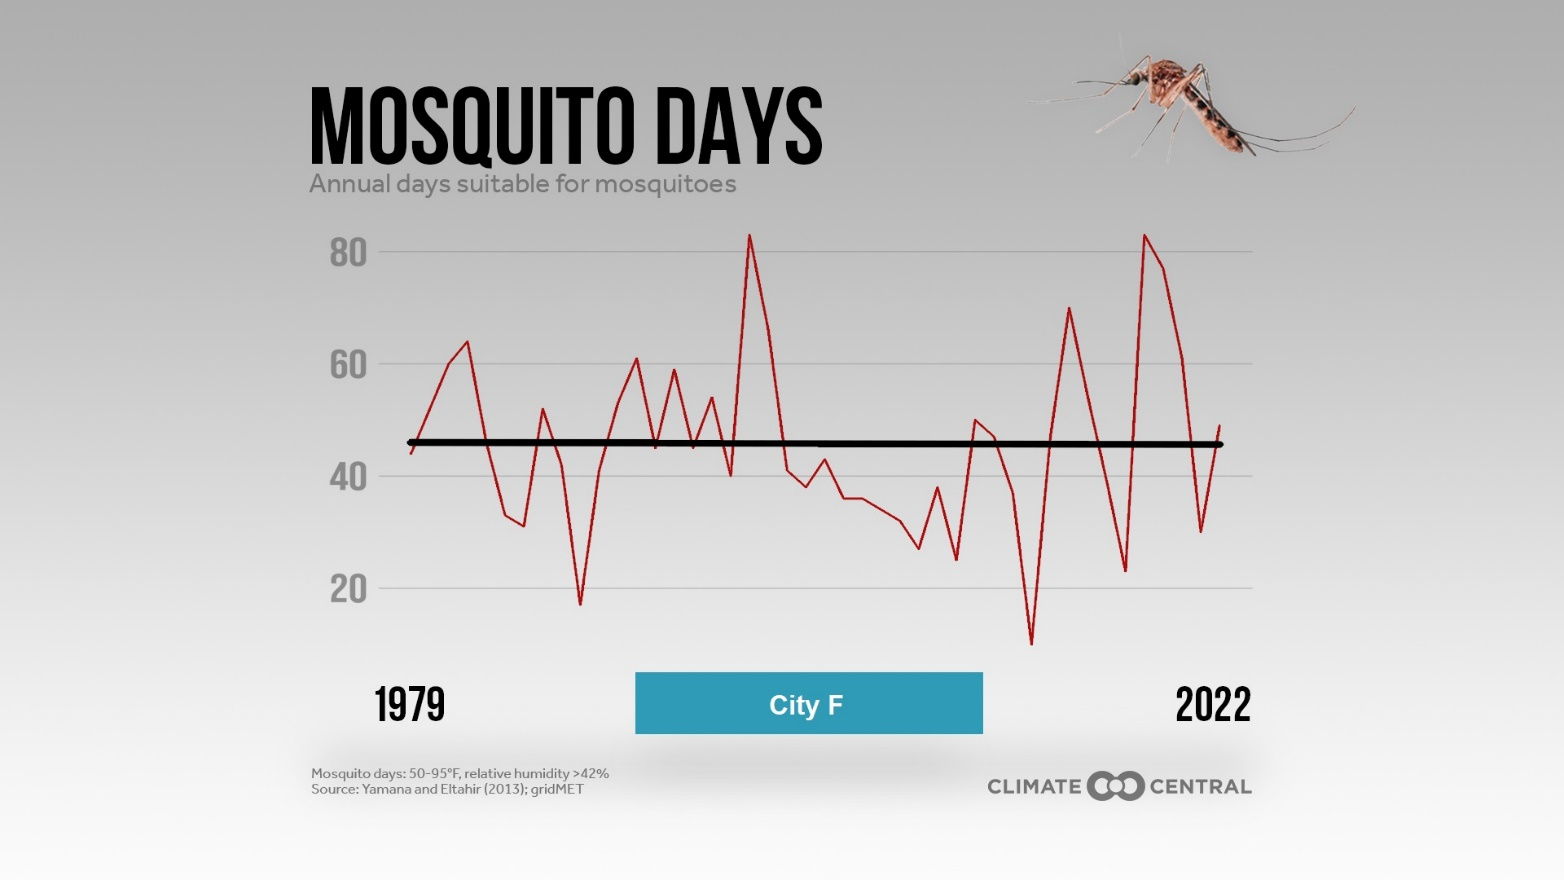 MOSQUITO DAYS
Annual days suitable for mosquitoes
80
60
40
20
1979
City F
2022
Mosquito days: 50-95°F, relative humidity >42%
Source: Yamana and Eltahir (2013); gridMET
CLIMATE CENTRAL